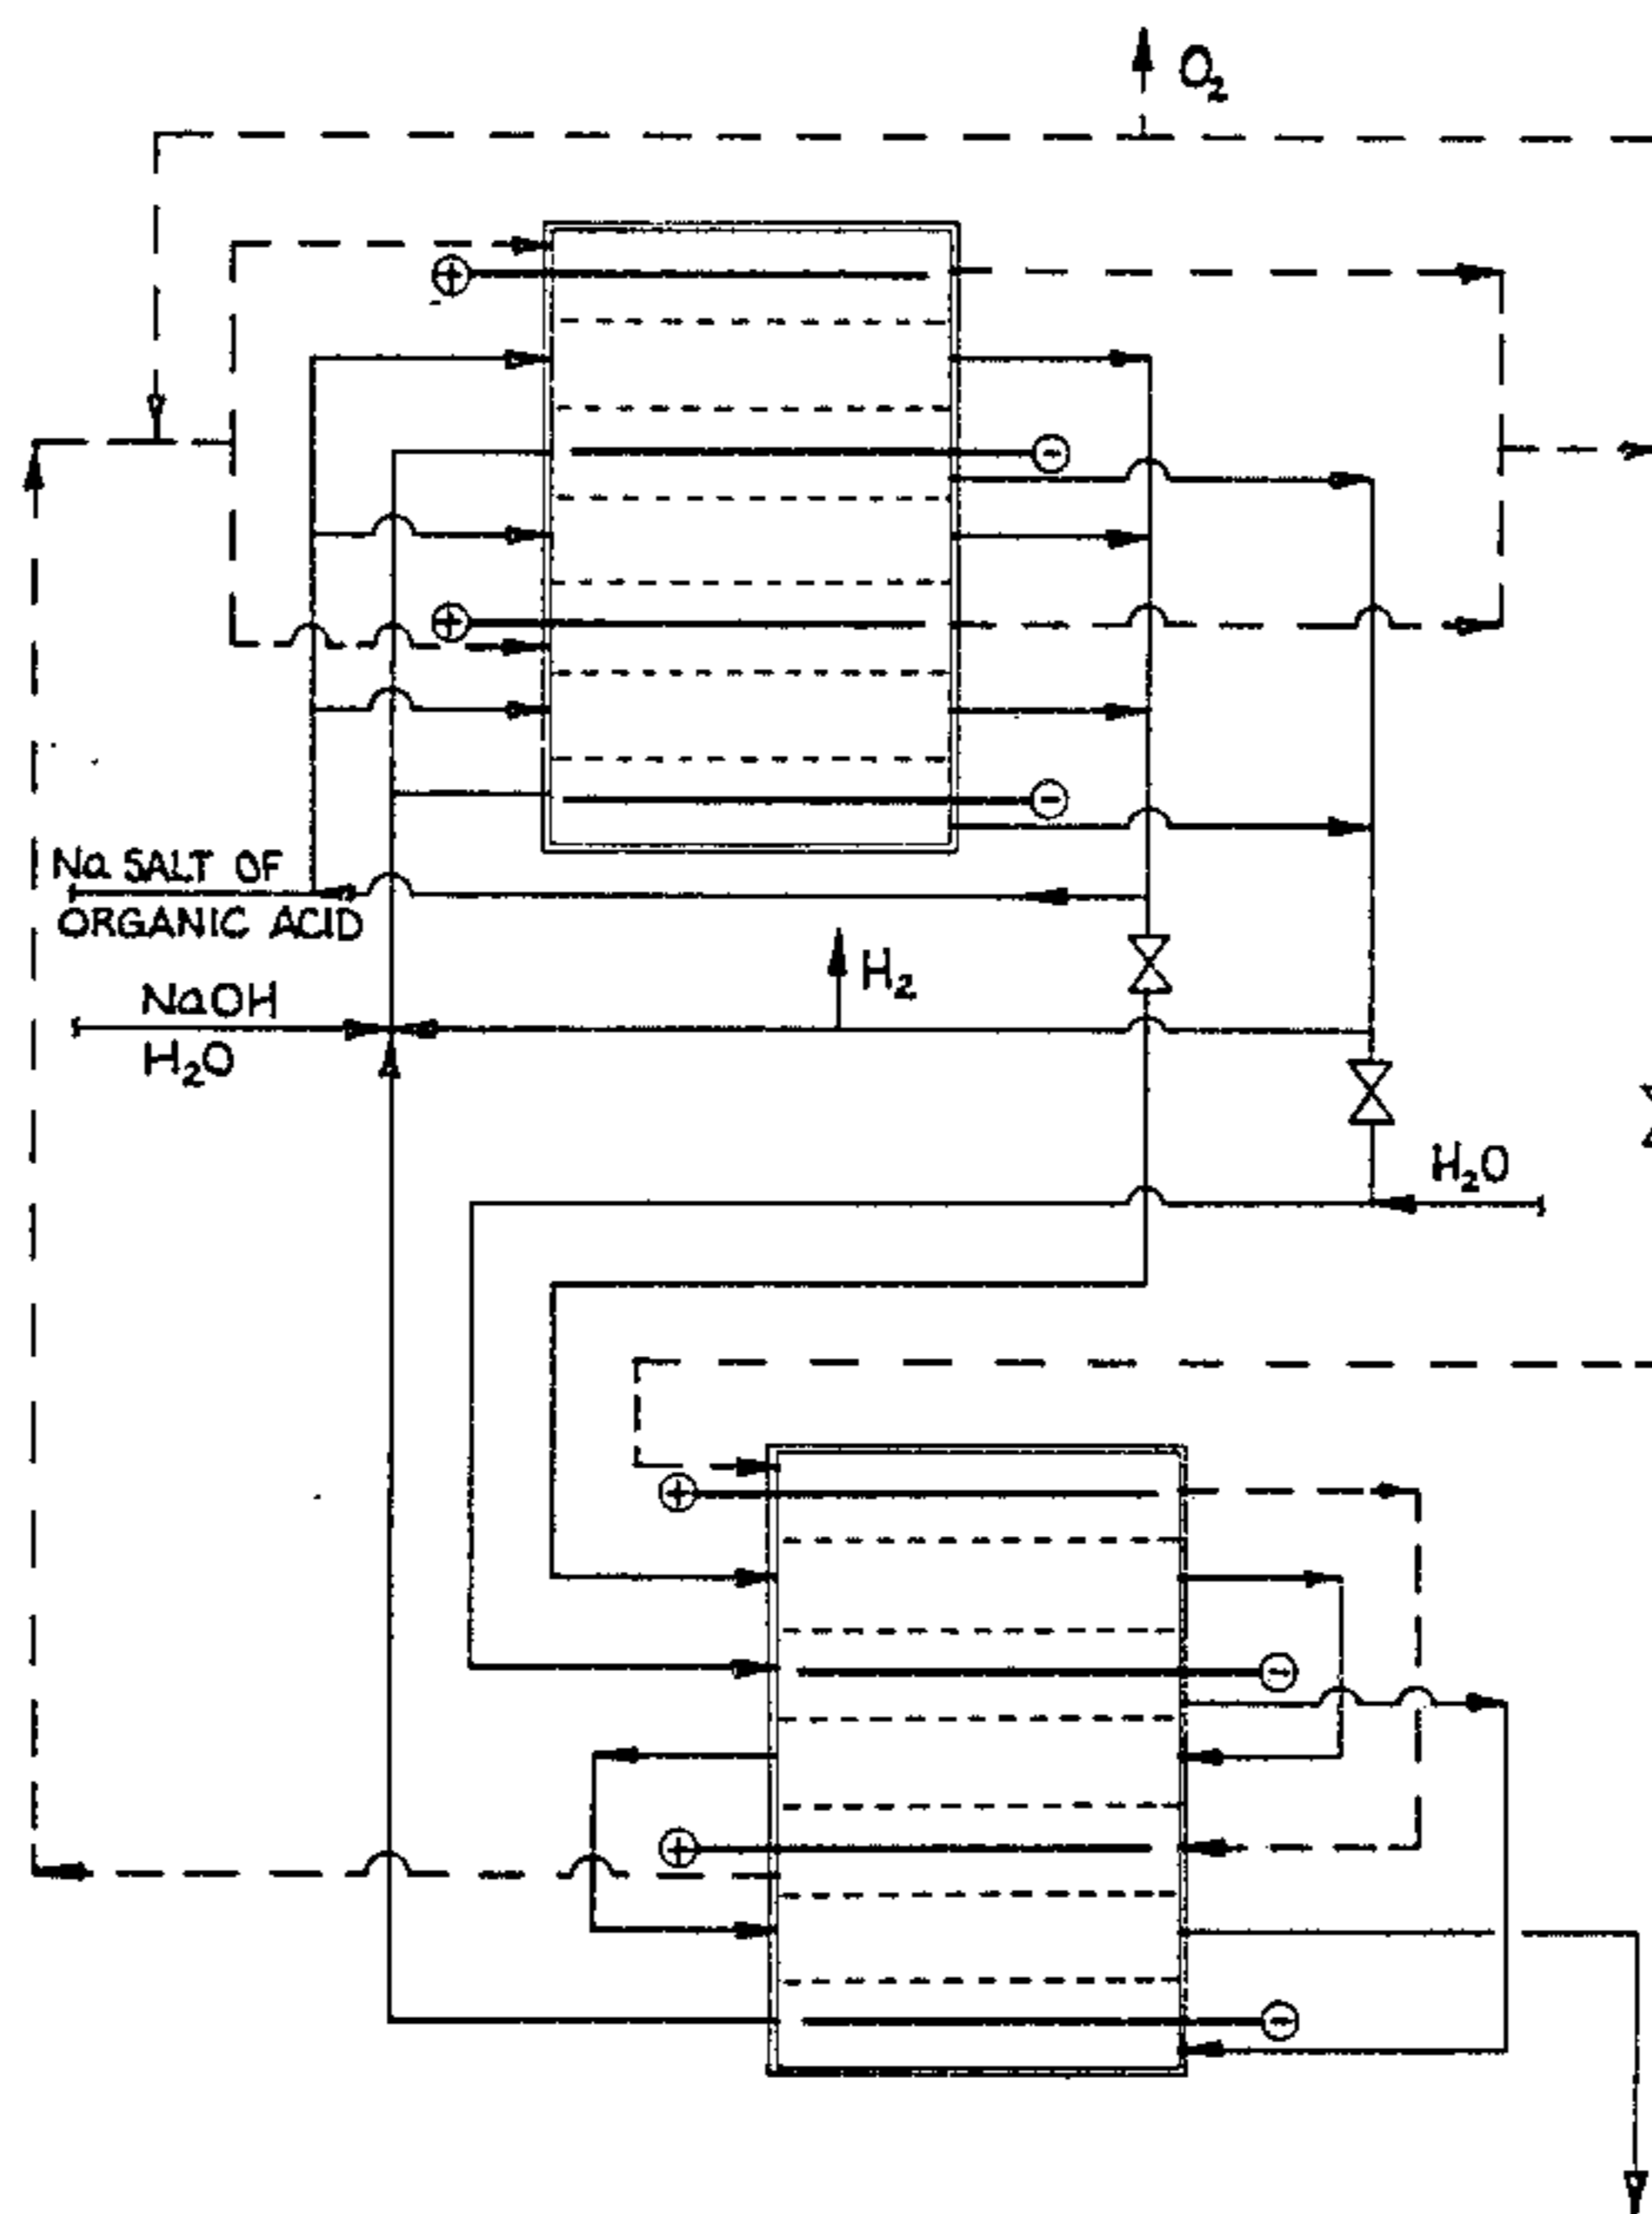 O₂
⊕
⊖
⊕
⊖
Na SALT OF
ORGANIC ACID
H₂
NaOH
H₂O
H₂O
⊕
⊖
⊕
⊖